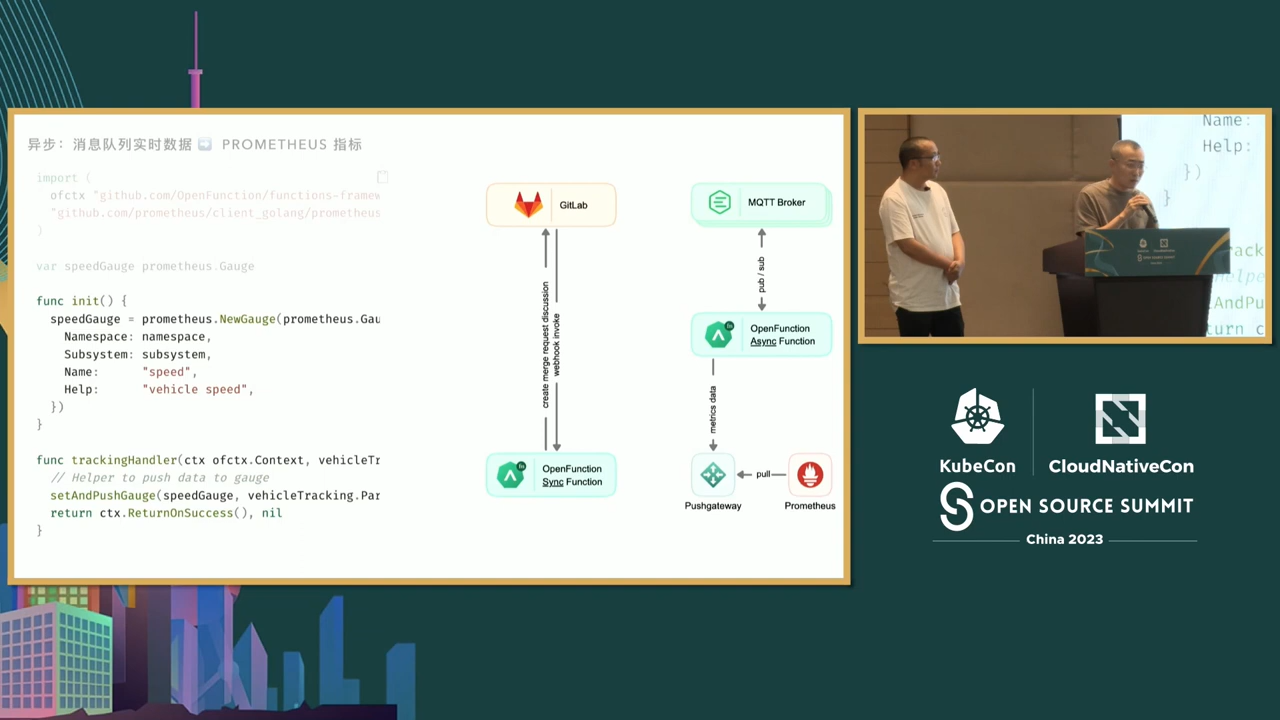 异步：消息队列实时数据 ➡️ PROMETHEUS 指标
import (
ofctx "github.com/OpenFunction/functions-framew
"github.com/prometheus/client_golang/prometheus
)
var speedGauge prometheus.Gauge
func init() {
speedGauge = prometheus.NewGauge(prometheus.Gau
Namespace: namespace,
Subsystem: subsystem,
Name: "speed",
Help: "vehicle speed",
})
}
func trackingHandler(ctx ofctx.Context, vehicleTr
// Helper to push data to gauge
setAndPushGauge(speedGauge, vehicleTracking.Par
return ctx.ReturnOnSuccess(), nil
}
GitLab
create merge request discussion
webhook invoke
OpenFunction
Sync Function
MQTT Broker
pub / sub
OpenFunction
Async Function
metrics data
pull
Pushgateway
Prometheus
Name:
Help:
})
}
rack
Helpe
AndPu
turn c
KubeCon
CloudNativeCon
OPEN SOURCE SUMMIT
China 2023